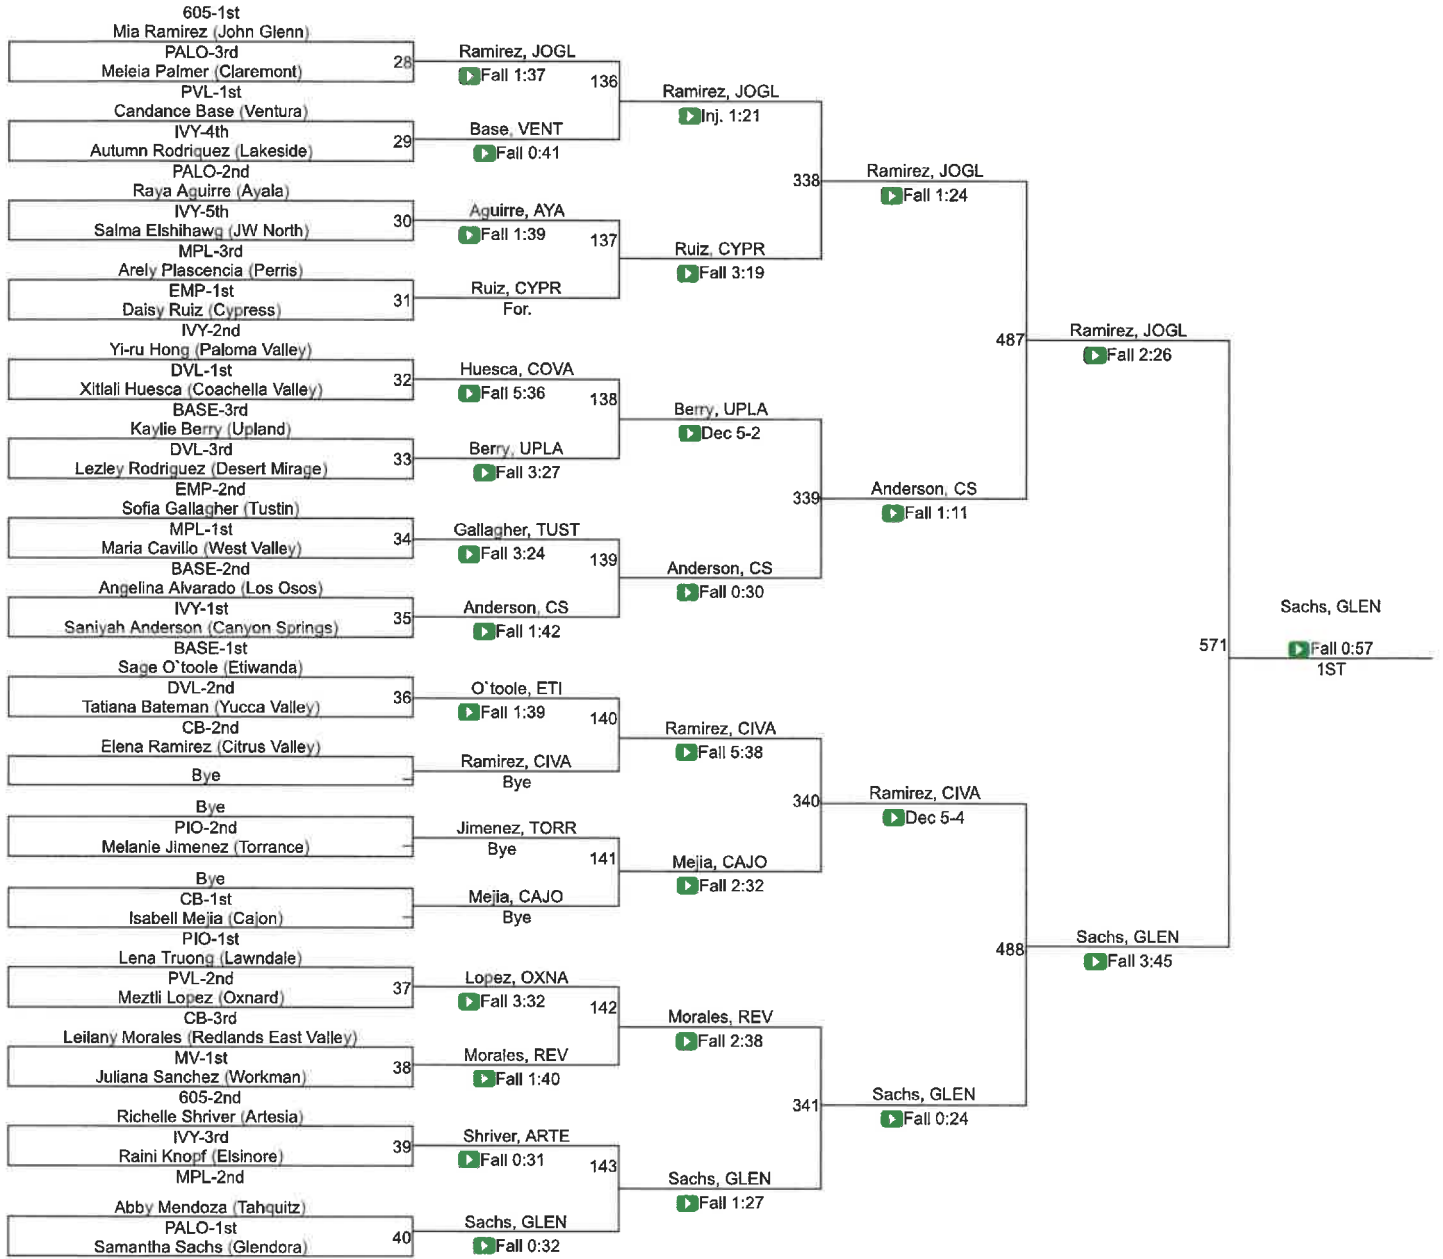 605-1st
Mia Ramirez (John Glenn)
PALO-3rd
Meleia Palmer (Claremont)
28
PVL-1st
Candance Base (Ventura)
IVY-4th
Autumn Rodriquez (Lakeside)
29
PALO-2nd
Raya Aguirre (Ayala)
IVY-5th
Salma Elshihawg (JW North)
30
MPL-3rd
Arely Plascencia (Perris)
EMP-1st
Daisy Ruiz (Cypress)
31
IVY-2nd
Yi-ru Hong (Paloma Valley)
DVL-1st
Xitlali Huesca (Coachella Valley)
32
BASE-3rd
Kaylie Berry (Upland)
DVL-3rd
Lezley Rodriguez (Desert Mirage)
33
EMP-2nd
Sofia Gallagher (Tustin)
MPL-1st
Maria Cavillo (West Valley)
34
BASE-2nd
Angelina Alvarado (Los Osos)
IVY-1st
Saniyah Anderson (Canyon Springs)
35
BASE-1st
Sage O`toole (Etiwanda)
DVL-2nd
Tatiana Bateman (Yucca Valley)
36
CB-2nd
Elena Ramirez (Citrus Valley)
Bye
Bye
PIO-2nd
Melanie Jimenez (Torrance)
Bye
CB-1st
Isabell Mejia (Cajon)
PIO-1st
Lena Truong (Lawndale)
PVL-2nd
Meztli Lopez (Oxnard)
37
CB-3rd
Leilany Morales (Redlands East Valley)
MV-1st
Juliana Sanchez (Workman)
38
605-2nd
Richelle Shriver (Artesia)
IVY-3rd
Raini Knopf (Elsinore)
39
MPL-2nd
Abby Mendoza (Tahquitz)
PALO-1st
Samantha Sachs (Glendora)
40
Ramirez, JOGL
Fall 1:37
136
Base, VENT
Fall 0:41
Aguirre, AYA
Fall 1:39
137
Ruiz, CYPR
For.
Huesca, COVA
Fall 5:36
138
Berry, UPLA
Fall 3:27
Gallagher, TUST
Fall 3:24
139
Anderson, CS
Fall 1:42
O`toole, ETI
Fall 1:39
140
Ramirez, CIVA
Bye
Jimenez, TORR
Bye
141
Mejia, CAJO
Bye
Lopez, OXNA
Fall 3:32
142
Morales, REV
Fall 1:40
Shriver, ARTE
Fall 0:31
143
Sachs, GLEN
Fall 0:32
Ramirez, JOGL
Inj. 1:21
338
Ruiz, CYPR
Fall 3:19
Berry, UPLA
Dec 5-2
339
Anderson, CS
Fall 0:30
Ramirez, CIVA
Fall 5:38
340
Mejia, CAJO
Fall 2:32
Morales, REV
Fall 2:38
341
Sachs, GLEN
Fall 1:27
Ramirez, JOGL
Fall 1:24
487
Anderson, CS
Fall 1:11
Ramirez, CIVA
Dec 5-4
488
Sachs, GLEN
Fall 0:24
Ramirez, JOGL
Fall 2:26
571
Sachs, GLEN
Fall 3:45
Sachs, GLEN
Fall 0:57
1ST